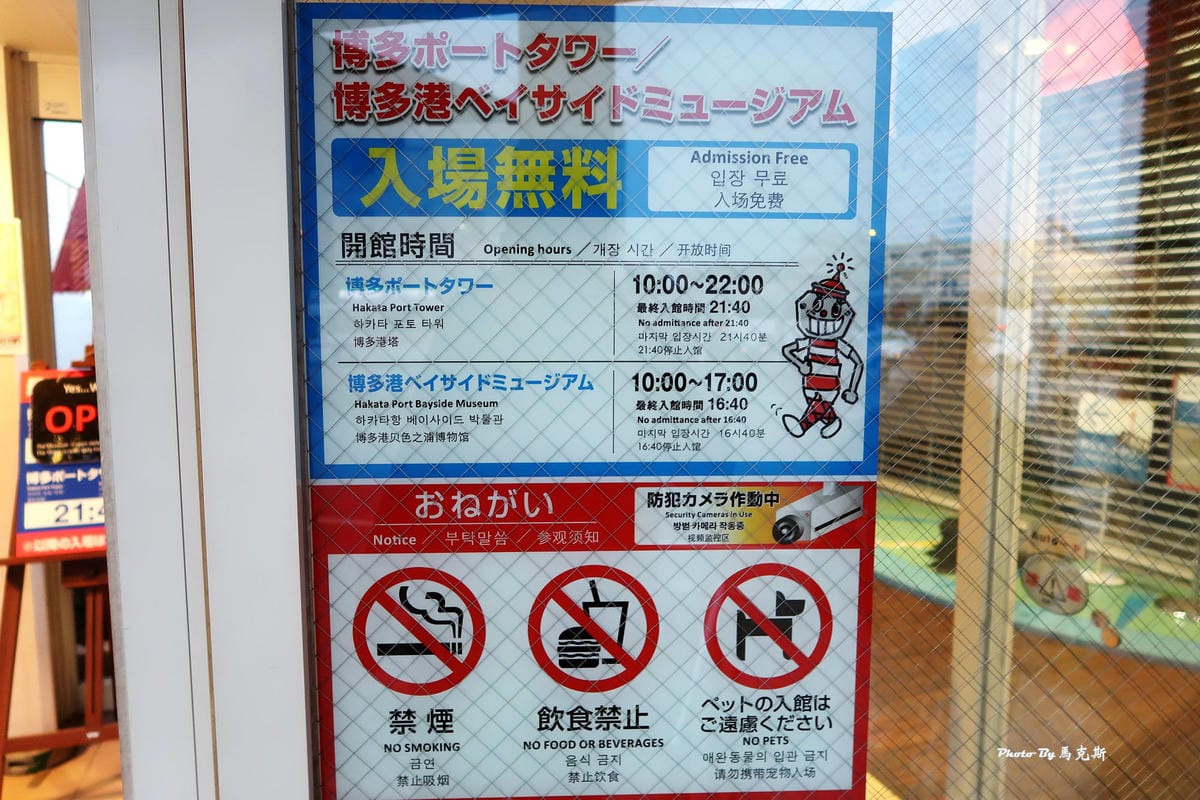 博多ポートタワー／
博多港ベイサイドミュージアム
入場無料
Admission Free
입장 무료
入场免费
開館時間 Opening hours ／개장 시간 ／开放时间
博多ポートタワー
Hakata Port Tower
하카타 포트 타워
博多港塔
10:00~22:00
最終入館時間 21:40
No admittance after 21:40
마지막 입장시간 21시40분
21:40停止入馆
博多港ベイサイドミュージアム
Hakata Port Bayside Museum
하카타항 베이사이드 박물관
博多港贝色之浦博物馆
10:00~17:00
最終入館時間 16:40
No admittance after 16:40
마지막 입장시간 16시40분
16:40停止入馆
おねがい
Notice ／ 부탁말씀 ／ 参观须知
防犯カメラ作動中
Security Cameras in Use
방범 카메라 작동중
视频监控区
禁煙
NO SMOKING
금연
禁止吸烟
飲食禁止
NO FOOD OR BEVERAGES
음식 금지
禁止饮食
ペットの入館は
ご遠慮ください
NO PETS
애완동물의 입관 금지
请勿携带宠物入场
Yes...W
OP
博多ポートタワ
21:4
※以降の入場は
Photo By 馬克斯